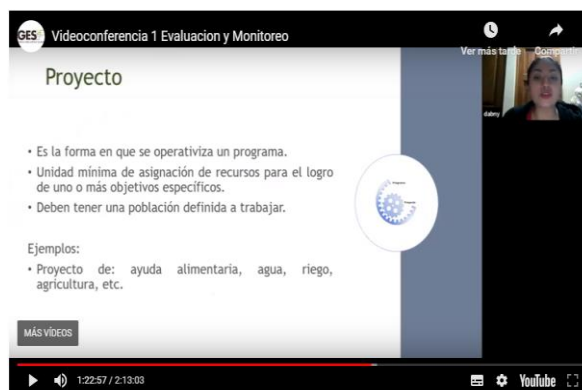 GES Videoconferencia 1 Evaluacion y Monitoreo
Ver más tarde Compartir
Proyecto
dabny
• Es la forma en que se operativiza un programa.
• Unidad mínima de asignación de recursos para el logro
de uno o más objetivos específicos.
• Deben tener una población definida a trabajar.
Ejemplos:
• Proyecto de: ayuda alimentaria, agua, riego,
agricultura, etc.
MÁS VÍDEOS
1:22:57 / 2:13:03
YouTube